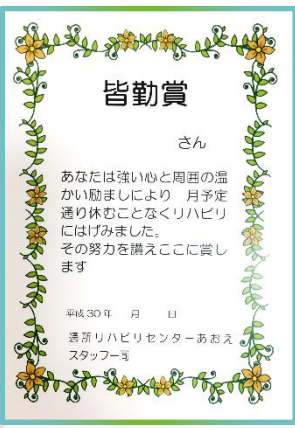 皆勤賞
さん
あなたは強い心と周囲の温
かい励ましにより　月予定
通り休むことなくリハビリ
にはげみました。
その努力を讃えここに賞し
ます
平成30年　月　日
通所リハビリセンターあおえ
スタッフ一同